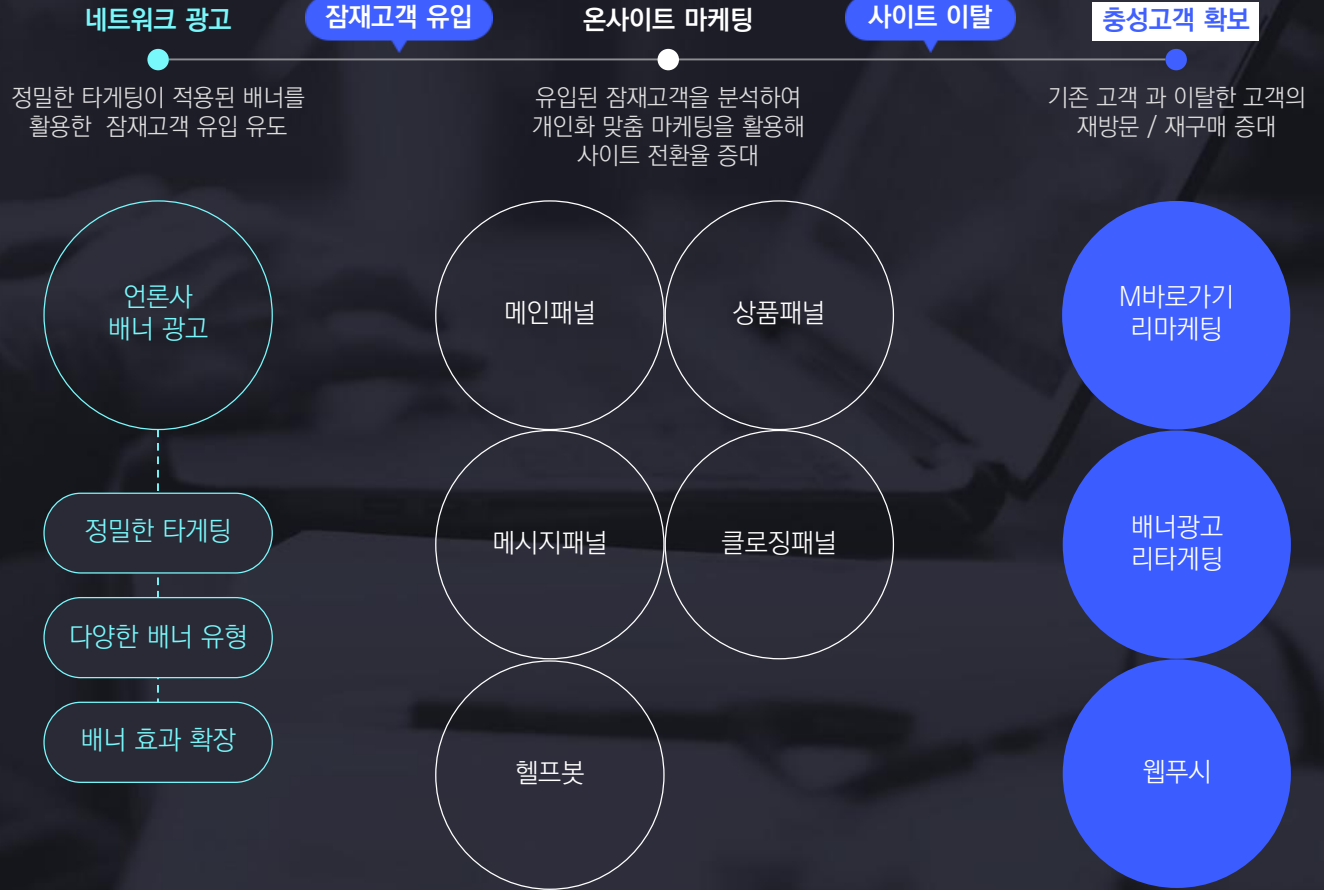 네트워크 광고
잠재고객 유입
온사이트 마케팅
사이트 이탈
충성고객 확보
정밀한 타게팅이 적용된 배너를
활용한 잠재고객 유입 유도
유입된 잠재고객을 분석하여
개인화 맞춤 마케팅을 활용해
사이트 전환율 증대
기존 고객 과 이탈한 고객의
재방문 / 재구매 증대
언론사
배너 광고
정밀한 타게팅
다양한 배너 유형
배너 효과 확장
메인패널
상품패널
메시지패널
클로징패널
헬프봇
M바로가기
리마케팅
배너광고
리타게팅
웹푸시